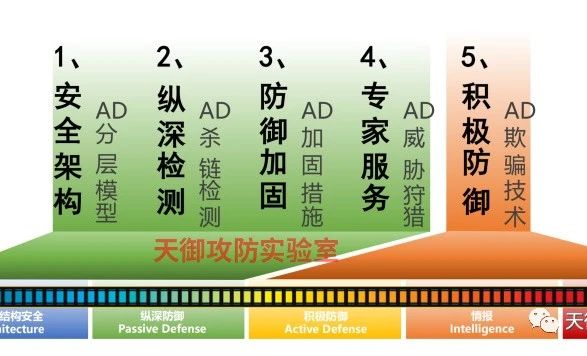 1、安全架构
AD分层模型
2、纵深检测
AD杀链检测
3、防御加固
AD加固措施
4、专家服务
AD威胁狩猎
5、积极防御
AD欺骗技术
天御攻防实验室
结构安全
itecture
纵深防御
Passive Defense
积极防御
Active Defense
情报
Intelligence
天